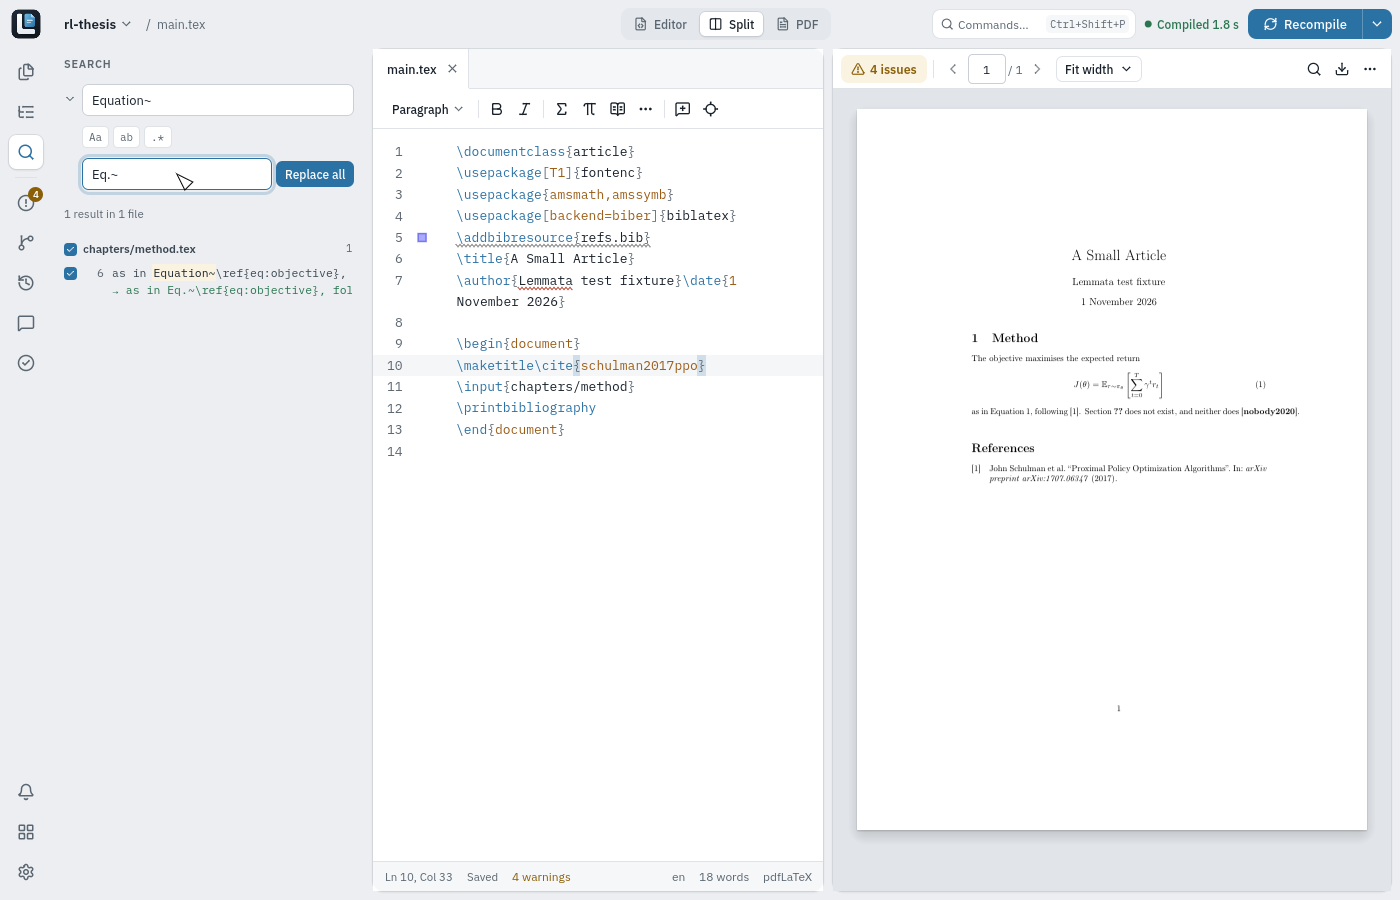 rl-thesis / main.tex
Editor Split PDF
Commands... Ctrl+Shift+P
Compiled 1.8 s
Recompile
SEARCH
Equation~
Aa ab .*
Eq.~
Replace all
1 result in 1 file
chapters/method.tex 1
6 as in Equation~\ref{eq:objective},
→ as in Eq.~\ref{eq:objective}, fol
4
main.tex
Paragraph
1 \documentclass{article}
2 \usepackage[T1]{fontenc}
3 \usepackage{amsmath,amssymb}
4 \usepackage[backend=biber]{biblatex}
5 \addbibresource{refs.bib}
6 \title{A Small Article}
7 \author{Lemmata test fixture}\date{1
November 2026}
8
9 \begin{document}
10 \maketitle\cite{schulman2017ppo}
11 \input{chapters/method}
12 \printbibliography
13 \end{document}
14
Ln 10, Col 33 Saved 4 warnings en 18 words pdfLaTeX
4 issues
1 / 1
Fit width
A Small Article
Lemmata test fixture
1 November 2026
1 Method
The objective maximises the expected return
J(θ) = 𝔼τ∼πθ [∑t=0T γtrt] (1)
as in Equation 1, following [1]. Section ?? does not exist, and neither does [nobody2020].
References
[1] John Schulman et al. “Proximal Policy Optimization Algorithms”. In: arXiv
preprint arXiv:1707.06347 (2017).
1